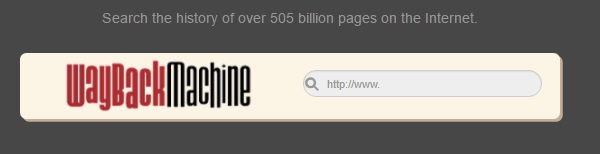 Search the history of over 505 billion pages on the Internet.
WayBackMachine
http://www.